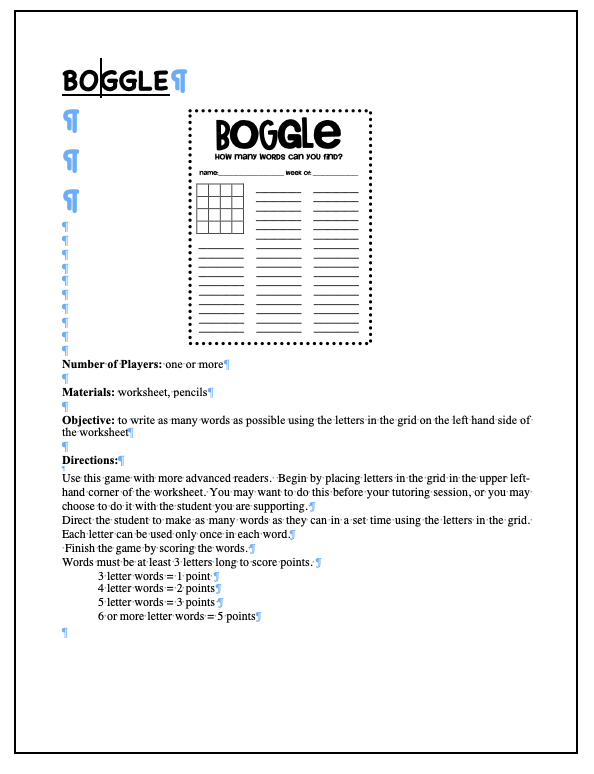 BOGGLE
BOGGLE
HOW MANY WORDS CAN YOU FIND?
name: week of:
Number of Players: one or more
Materials: worksheet, pencils
Objective: to write as many words as possible using the letters in the grid on the left hand side of
the worksheet
Directions:
Use this game with more advanced readers. Begin by placing letters in the grid in the upper left-
hand corner of the worksheet. You may want to do this before your tutoring session, or you may
choose to do it with the student you are supporting.
Direct the student to make as many words as they can in a set time using the letters in the grid.
Each letter can be used only once in each word.
Finish the game by scoring the words.
Words must be at least 3 letters long to score points.
3 letter words = 1 point
4 letter words = 2 points
5 letter words = 3 points
6 or more letter words = 5 points